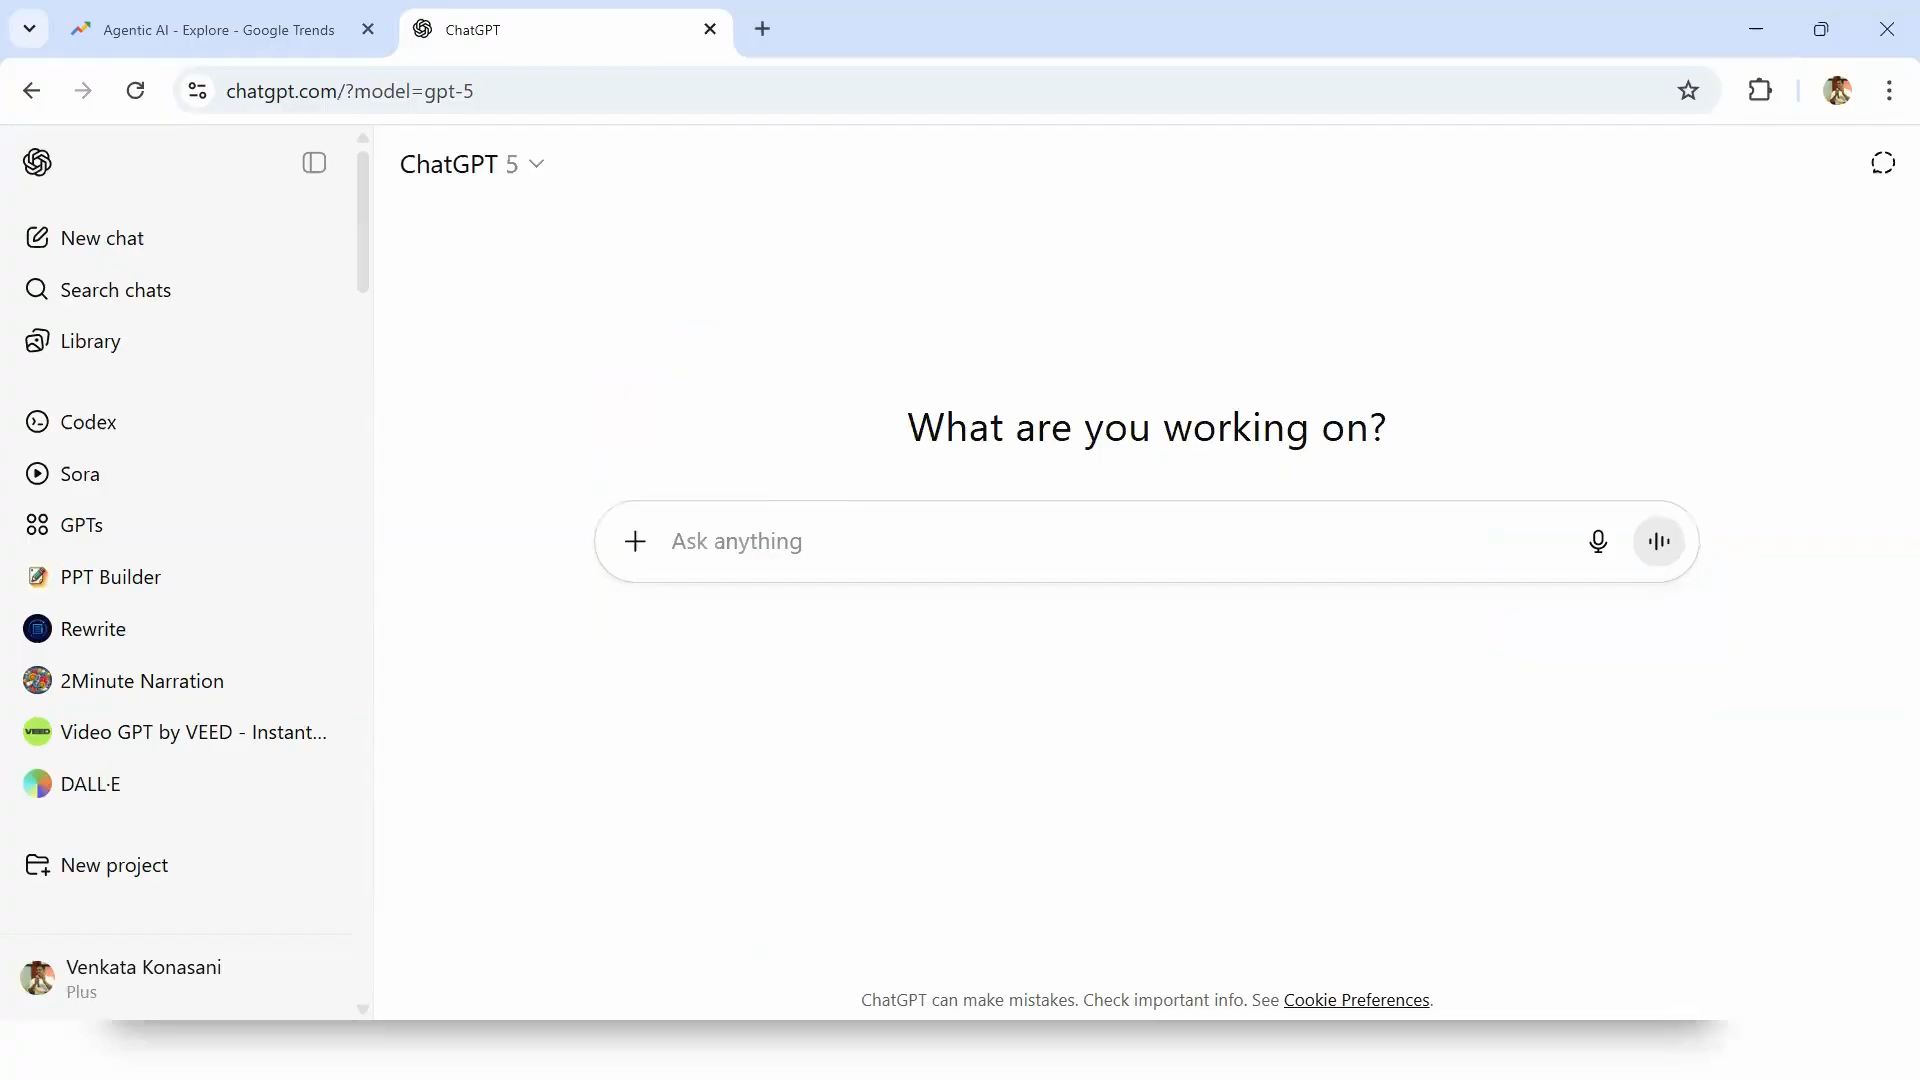 Agentic AI - Explore - Google Trends
ChatGPT
chatgpt.com/?model=gpt-5
ChatGPT 5
New chat
Search chats
Library
Codex
Sora
GPTs
PPT Builder
Rewrite
2Minute Narration
VEED
Video GPT by VEED - Instant...
DALL·E
New project
Venkata Konasani
Plus
What are you working on?
Ask anything
ChatGPT can make mistakes. Check important info. See Cookie Preferences.